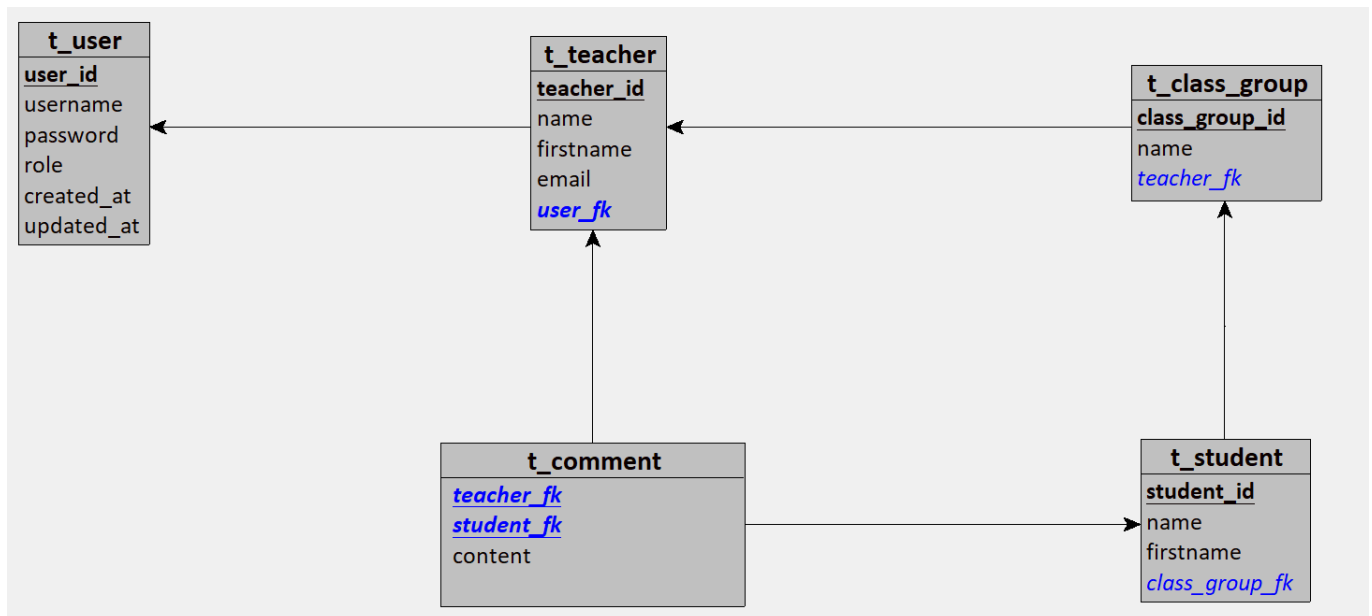 t_user
user_id
username
password
role
created_at
updated_at
t_teacher
teacher_id
name
firstname
email
user_fk
t_class_group
class_group_id
name
teacher_fk
t_comment
teacher_fk
student_fk
content
t_student
student_id
name
firstname
class_group_fk